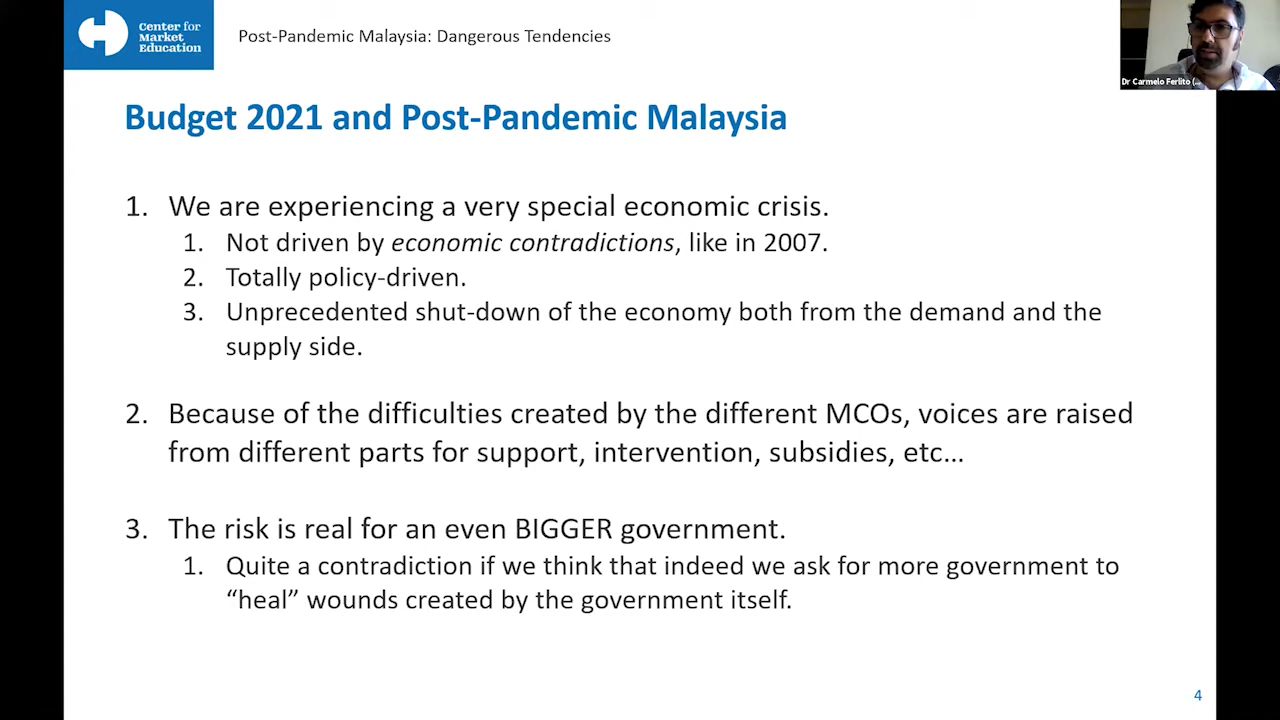 Center for
Market
Education
Post-Pandemic Malaysia: Dangerous Tendencies
Dr Carmelo Ferlito (...
Budget 2021 and Post-Pandemic Malaysia
1. We are experiencing a very special economic crisis.
1. Not driven by economic contradictions, like in 2007.
2. Totally policy-driven.
3. Unprecedented shut-down of the economy both from the demand and the
supply side.
2. Because of the difficulties created by the different MCOs, voices are raised
from different parts for support, intervention, subsidies, etc…
3. The risk is real for an even BIGGER government.
1. Quite a contradiction if we think that indeed we ask for more government to
“heal” wounds created by the government itself.
4